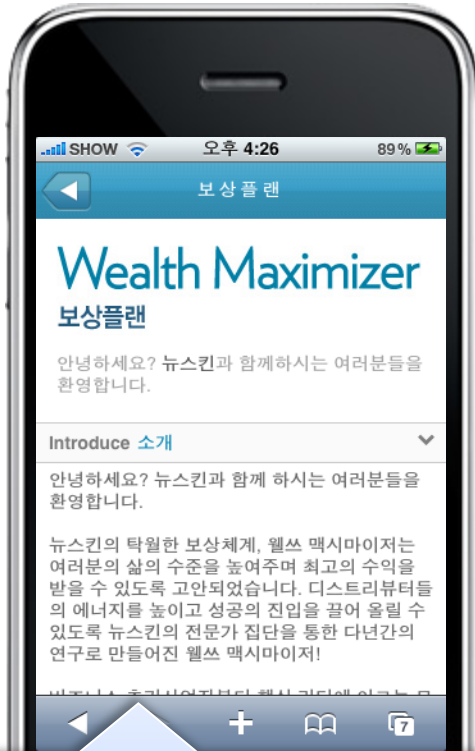 SHOW
오후 4:26
89%
보상플랜
Wealth Maximizer
보상플랜
안녕하세요? 뉴스킨과 함께하시는 여러분들을
환영합니다.
Introduce 소개
안녕하세요? 뉴스킨과 함께 하시는 여러분들을
환영합니다.
뉴스킨의 탁월한 보상체계, 웰쓰 맥시마이저는
여러분의 삶의 수준을 높여주며 최고의 수익을
받을 수 있도록 고안되었습니다. 디스트리뷰터들
의 에너지를 높이고 성공의 진입을 끌어 올릴 수
있도록 뉴스킨의 전문가 집단을 통한 다년간의
연구로 만들어진 웰쓰 맥시마이저!
7